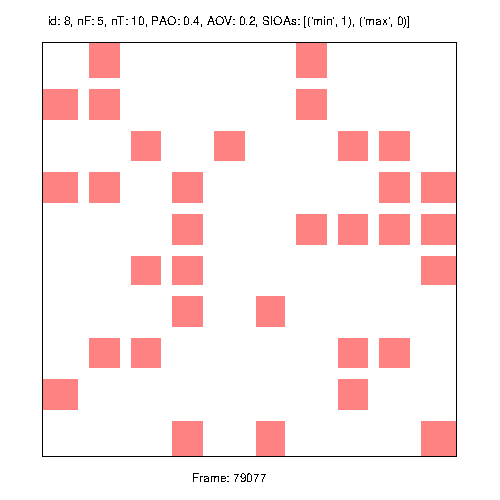 id: 8, nF: 5, nT: 10, PAO: 0.4, AOV: 0.2, SIOAs: [('min', 1), ('max', 0)]
Frame: 79077